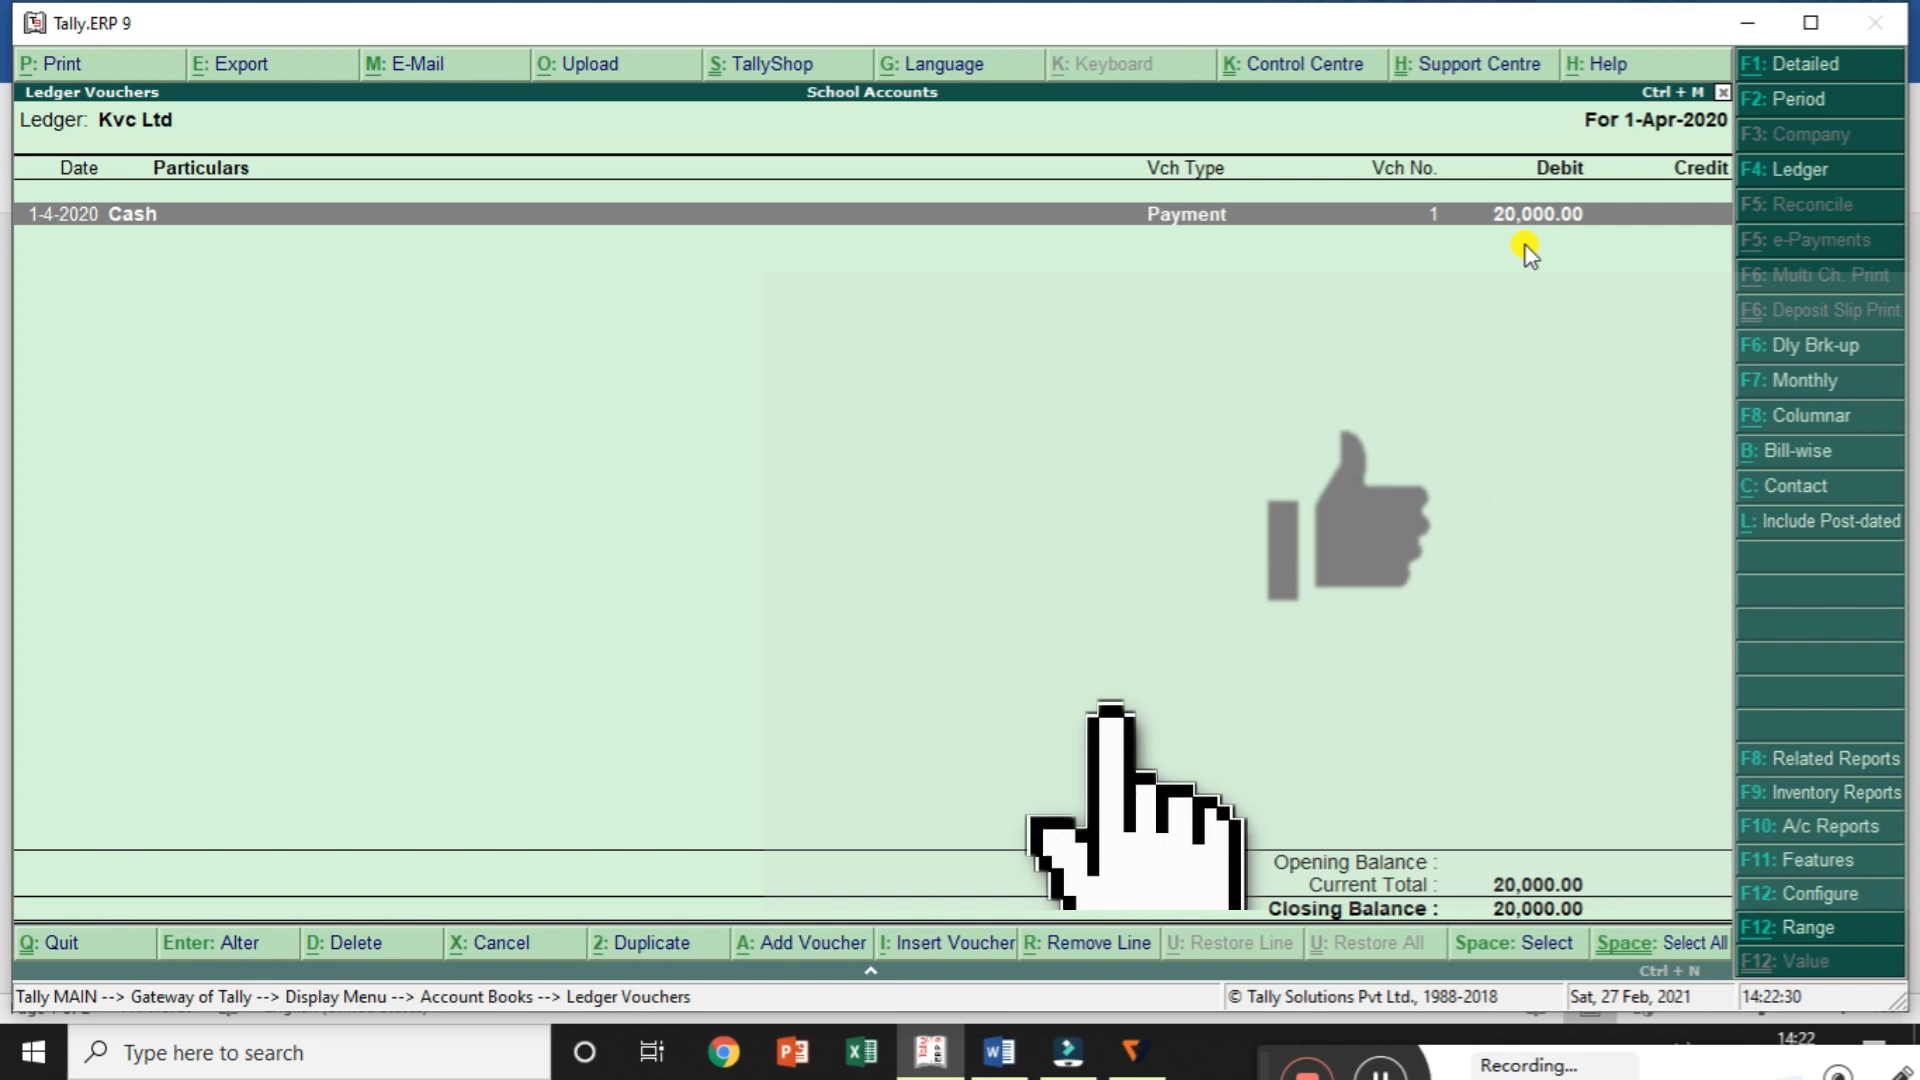 Tally.ERP 9
P: Print
E: Export
M: E-Mail
O: Upload
S: TallyShop
G: Language
K: Keyboard
K: Control Centre
H: Support Centre
H: Help
Ledger Vouchers
School Accounts
Ctrl + M
Ledger: Kvc Ltd
For 1-Apr-2020
Date Particulars Vch Type Vch No. Debit Credit
1-4-2020 Cash Payment 1 20,000.00
F1: Detailed
F2: Period
F3: Company
F4: Ledger
F5: Reconcile
F5: e-Payments
F6: Multi Ch. Print
F6: Deposit Slip Print
F6: Dly Brk-up
F7: Monthly
F8: Columnar
B: Bill-wise
C: Contact
L: Include Post-dated
F8: Related Reports
F9: Inventory Reports
F10: A/c Reports
F11: Features
F12: Configure
F12: Range
F12: Value
Opening Balance :
Current Total : 20,000.00
Closing Balance : 20,000.00
Q: Quit
Enter: Alter
D: Delete
X: Cancel
2: Duplicate
A: Add Voucher
I: Insert Voucher
R: Remove Line
U: Restore Line
U: Restore All
Space: Select
Space: Select All
Ctrl + N
Tally MAIN --> Gateway of Tally --> Display Menu --> Account Books --> Ledger Vouchers
© Tally Solutions Pvt Ltd., 1988-2018
Sat, 27 Feb, 2021
14:22:30
Type here to search
14:22
Recording...